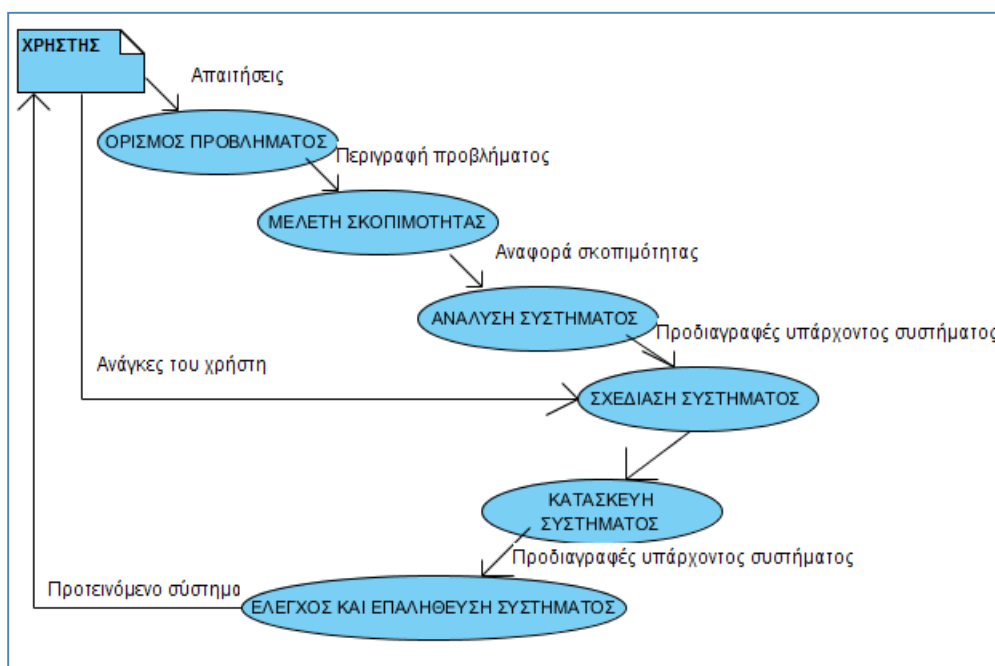 ΧΡΗΣΤΗΣ
Απαιτήσεις
ΟΡΙΣΜΟΣ ΠΡΟΒΛΗΜΑΤΟΣ
Περιγραφή προβλήματος
ΜΕΛΕΤΗ ΣΚΟΠΙΜΟΤΗΤΑΣ
Αναφορά σκοπιμότητας
ΑΝΑΛΥΣΗ ΣΥΣΤΗΜΑΤΟΣ
Προδιαγραφές υπάρχοντος συστήματος
Ανάγκες του χρήστη
ΣΧΕΔΙΑΣΗ ΣΥΣΤΗΜΑΤΟΣ
ΚΑΤΑΣΚΕΥΗ
ΣΥΣΤΗΜΑΤΟΣ
Προδιαγραφές υπάρχοντος συστήματος
Προτεινόμενο σύστημα
ΕΛΕΓΧΟΣ ΚΑΙ ΕΠΑΛΗΘΕΥΣΗ ΣΥΣΤΗΜΑΤΟΣ